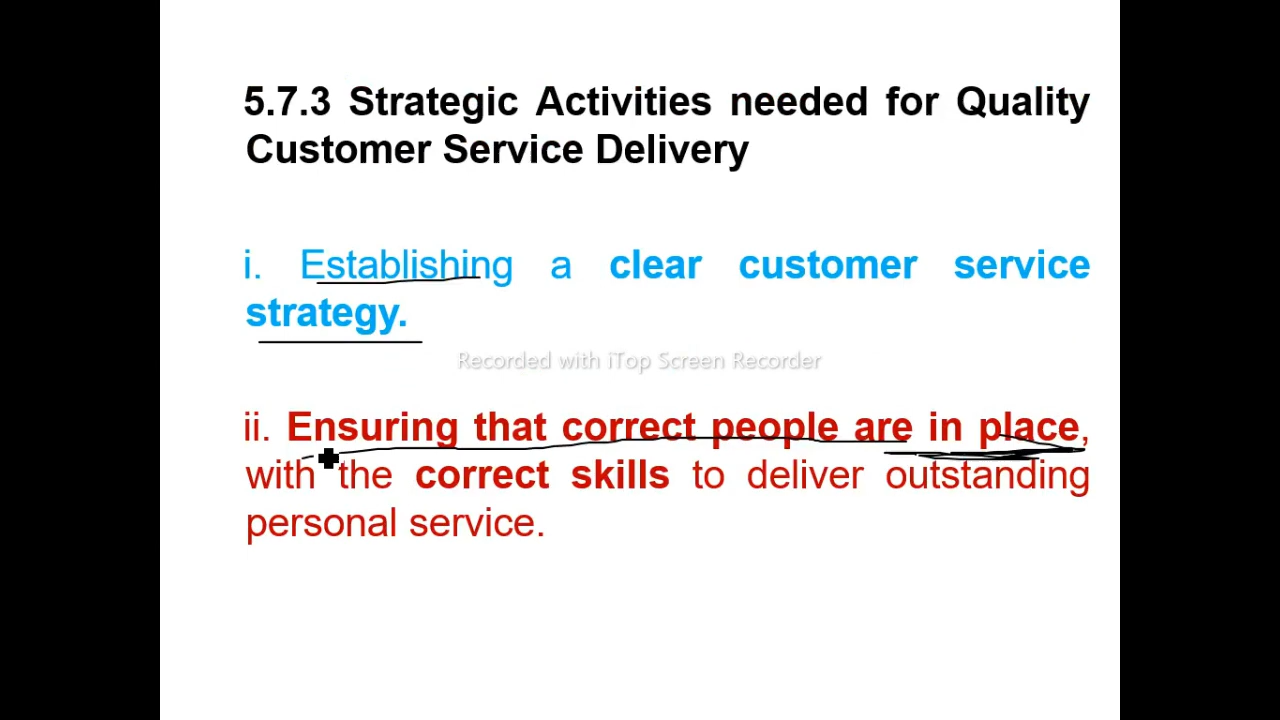 5.7.3 Strategic Activities needed for Quality
Customer Service Delivery
i. Establishing a clear customer service
strategy.
Recorded with iTop Screen Recorder
ii. Ensuring that correct people are in place,
with the correct skills to deliver outstanding
personal service.